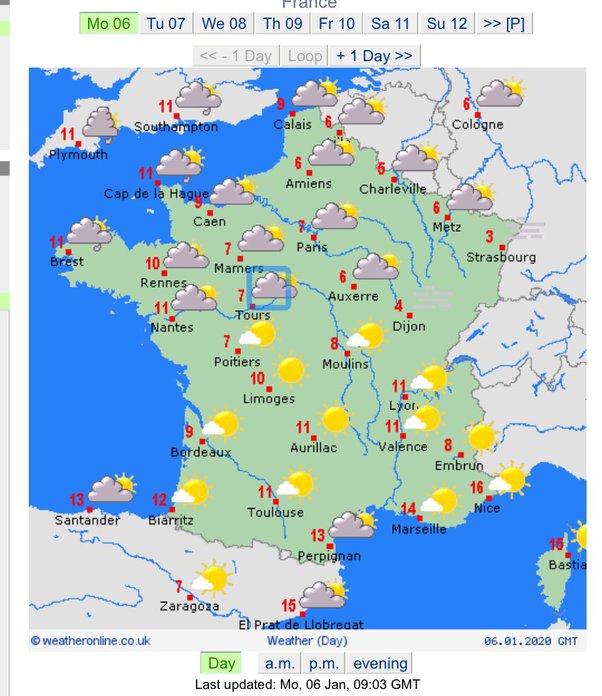 France
Mo 06 Tu 07 We 08 Th 09 Fr 10 Sa 11 Su 12 >> [P]
<< - 1 Day Loop + 1 Day >>
11
Southampton
9
Calais
6
6
Cologne
11
Plymouth
11
Cap de la Hague
6
Amiens
5
Charleville
9
Caen
7
Paris
6
Metz
3
Strasbourg
11
Brest
10
Rennes
7
Mamers
6
Auxerre
11
Nantes
7
Tours
4
Dijon
7
Poitiers
8
Moulins
10
Limoges
11
Lyon
9
Bordeaux
11
Aurillac
11
Valence
8
Embrun
13
Santander
12
Biarritz
11
Toulouse
14
Marseille
16
Nice
13
Perpignan
15
Bastia
7
Zaragoza
15
El Prat de Llobregat
© weatheronline.co.uk Weather (Day) 06.01.2020 GMT
Day a.m. p.m. evening
Last updated: Mo, 06 Jan, 09:03 GMT